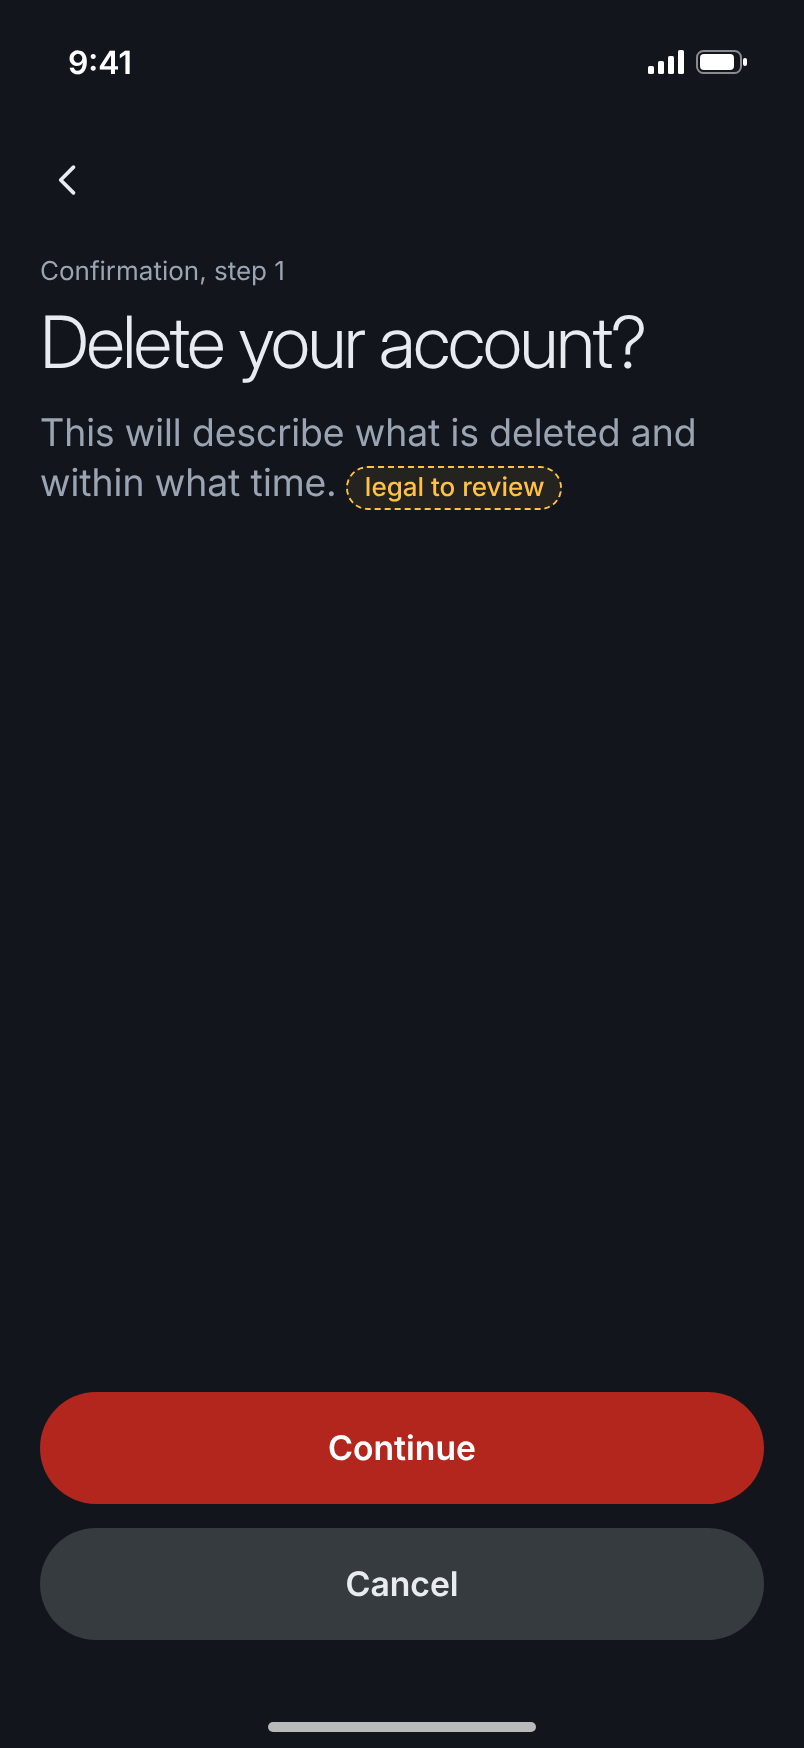 9:41
Confirmation, step 1
Delete your account?
This will describe what is deleted and
within what time. legal to review
Continue
Cancel